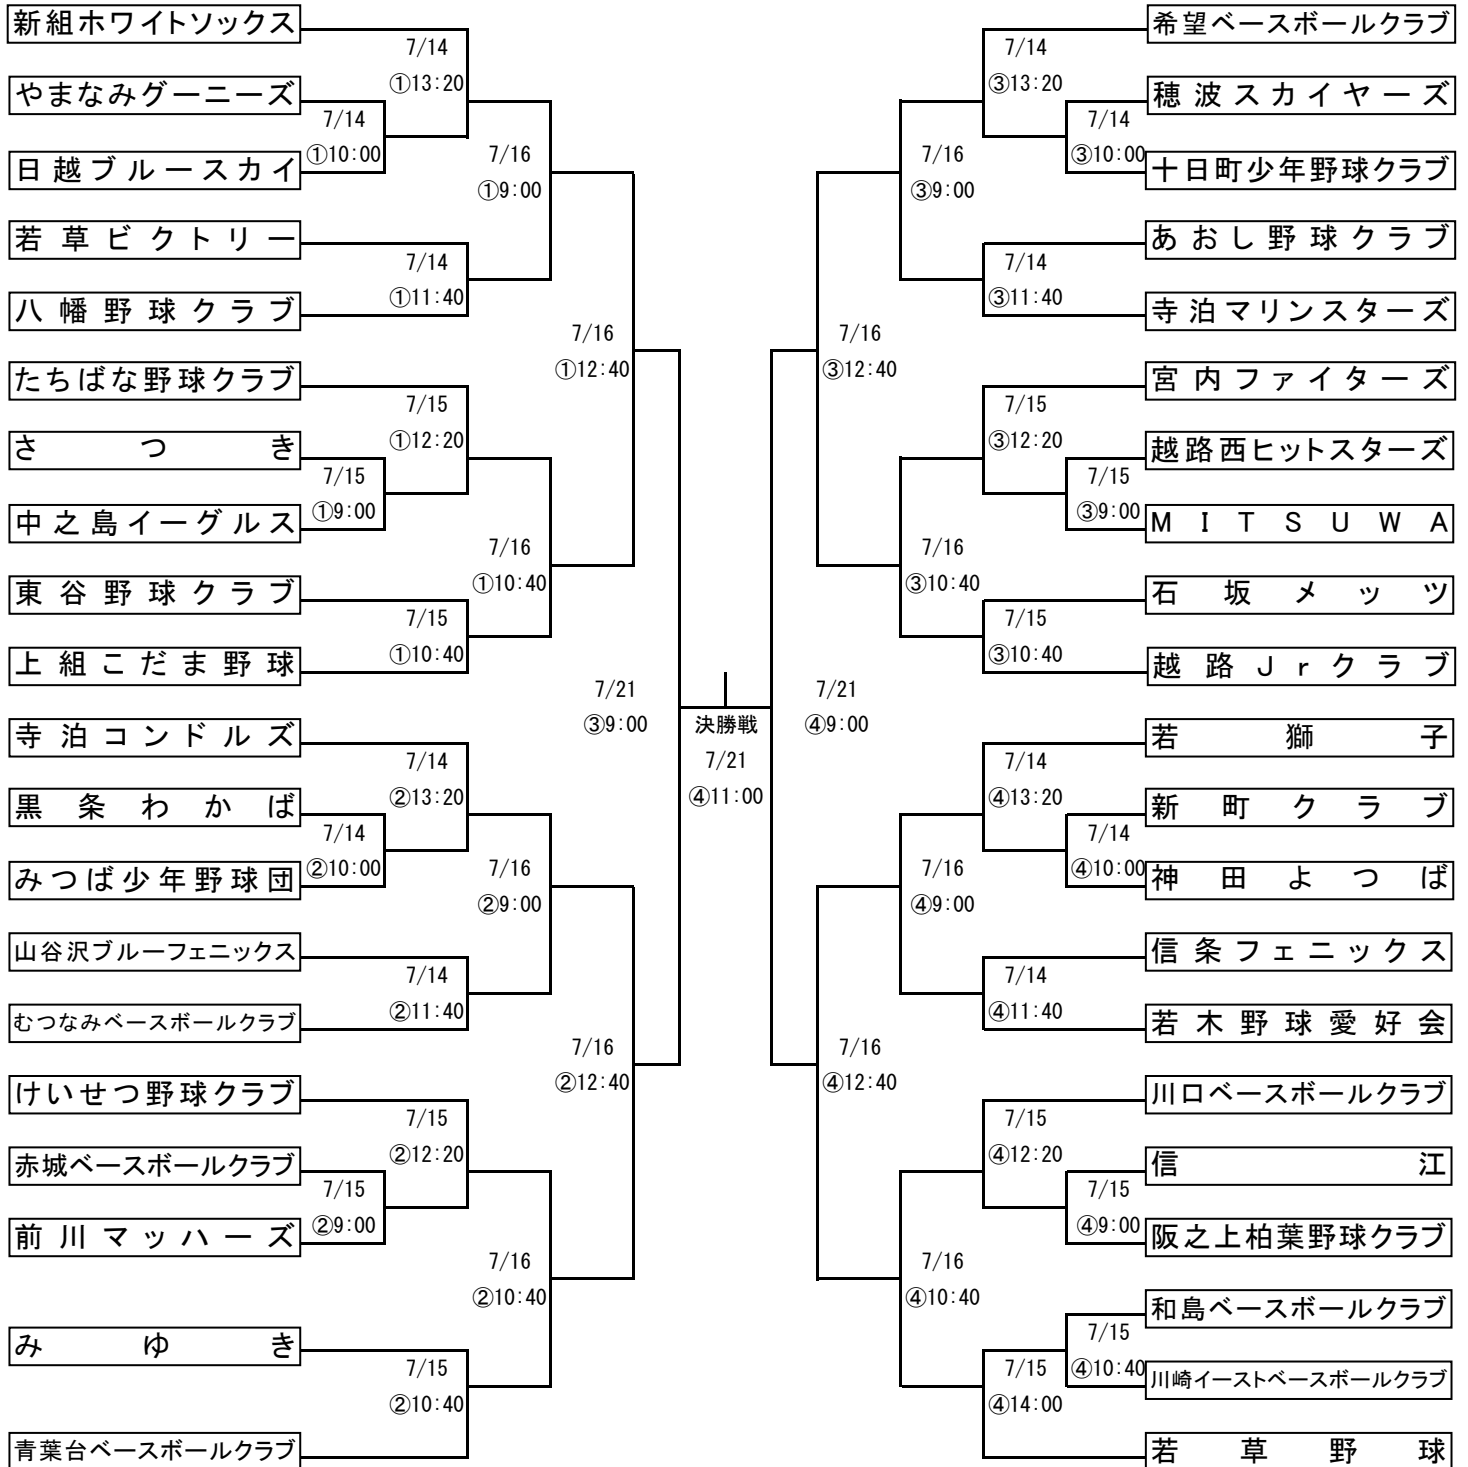 新組ホワイトソックス
やまなみグーニーズ
日越ブルースカイ
若草ビクトリー
八幡野球クラブ
たちばな野球クラブ
さつき
中之島イーグルス
東谷野球クラブ
上組こだま野球
寺泊コンドルズ
黒条わかば
みつば少年野球団
山谷沢ブルーフェニックス
むつなみベースボールクラブ
けいせつ野球クラブ
赤城ベースボールクラブ
前川マッハーズ
みゆき
青葉台ベースボールクラブ
7/14
①10:00
7/15
①9:00
7/14
②10:00
7/15
②9:00
7/14
①13:20
7/14
①11:40
7/15
①12:20
7/15
①10:40
7/14
②13:20
7/14
②11:40
7/15
②12:20
7/15
②10:40
7/16
①9:00
7/16
①10:40
7/16
②9:00
7/16
②10:40
7/16
①12:40
7/16
②12:40
7/21
③9:00
決勝戦
7/21
④11:00
7/21
④9:00
7/16
③12:40
7/16
④12:40
7/16
③9:00
7/16
③10:40
7/16
④9:00
7/16
④10:40
7/14
③13:20
7/14
③11:40
7/15
③12:20
7/15
③10:40
7/14
④13:20
7/14
④11:40
7/15
④12:20
7/15
④14:00
7/14
③10:00
7/15
③9:00
7/14
④10:00
7/15
④9:00
7/15
④10:40
希望ベースボールクラブ
穂波スカイヤーズ
十日町少年野球クラブ
あおし野球クラブ
寺泊マリンスターズ
宮内ファイターズ
越路西ヒットスターズ
MITSUWA
石坂メッツ
越路Jrクラブ
若獅子
新町クラブ
神田よつば
信条フェニックス
若木野球愛好会
川口ベースボールクラブ
信江
阪之上柏葉野球クラブ
和島ベースボールクラブ
川崎イーストベースボールクラブ
若草野球